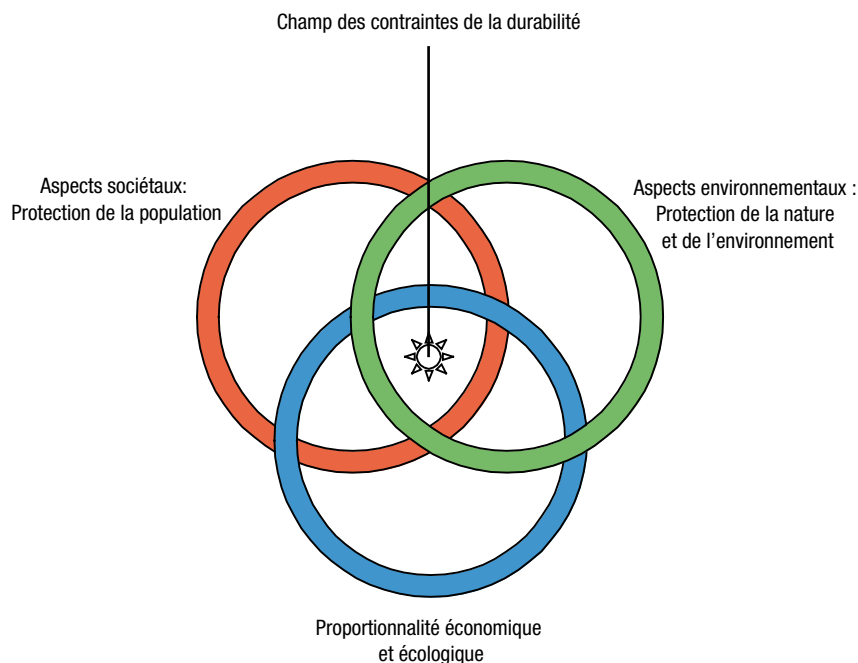 Champ des contraintes de la durabilité
Aspects sociétaux:
Protection de la population
Aspects environnementaux :
Protection de la nature
et de l’environnement
Proportionnalité économique
et écologique